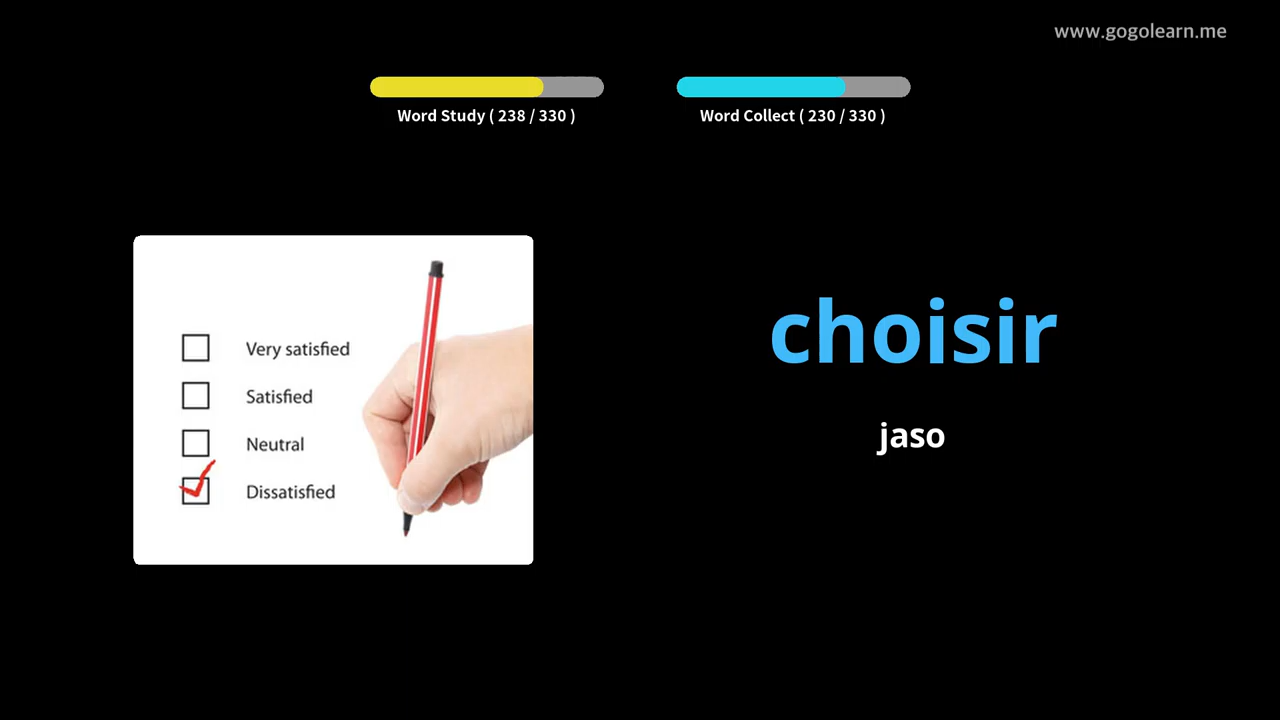 www.gogolearn.me
Word Study ( 238 / 330 )
Word Collect ( 230 / 330 )
Very satisfied
Satisfied
Neutral
Dissatisfied
choisir
jaso